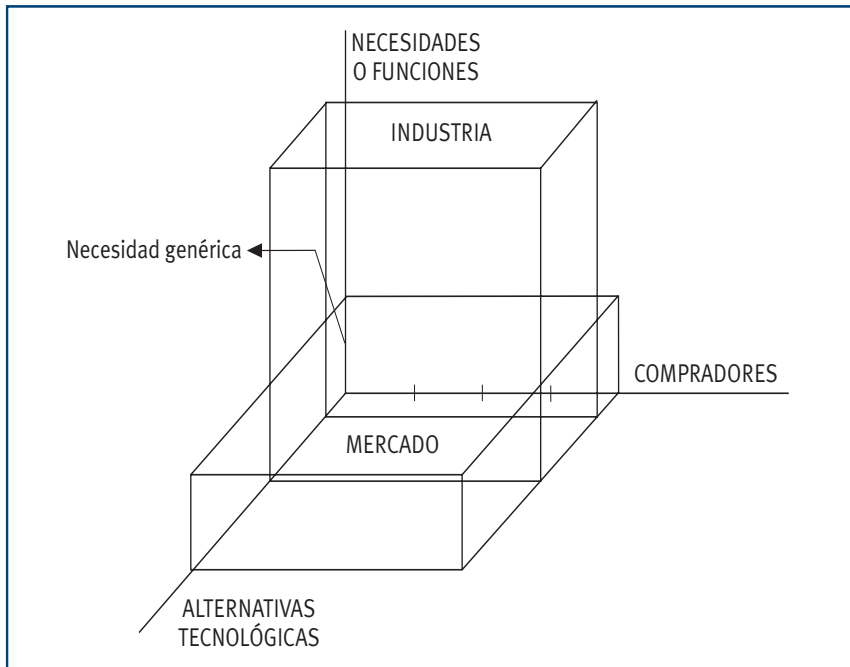 NECESIDADES
O FUNCIONES
INDUSTRIA
Necesidad genérica
COMPRADORES
MERCADO
ALTERNATIVAS
TECNOLÓGICAS